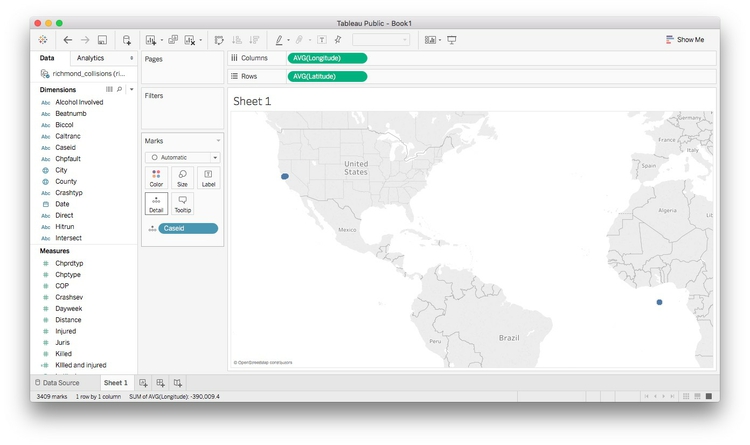 Tableau Public - Book1
Show Me
Data Analytics
richmond_collisions (ri...
Dimensions
Abc Alcohol Involved
Abc Beatnumb
Abc Biccol
Abc Caltranc
Abc Caseid
Abc Chpfault
City
County
Abc Crashtyp
Date
Abc Direct
Abc Hitrun
Abc Intersect
Measures
# Chprdtyp
# Chptype
# COP
# Crashsev
# Dayweek
# Distance
# Injured
# Juris
# Killed
# Killed and injured
Pages
Filters
Marks
Automatic
Color Size Label
Detail Tooltip
Caseid
Columns AVG(Longitude)
Rows AVG(Latitude)
Sheet 1
United
States
Mexico
Brazil
Peru
Germany
France
Italy
Spain
Algeria
Lib
© OpenStreetMap contributors
Data Source Sheet 1
3409 marks 1 row by 1 column SUM of AVG(Longitude): -390,009.4